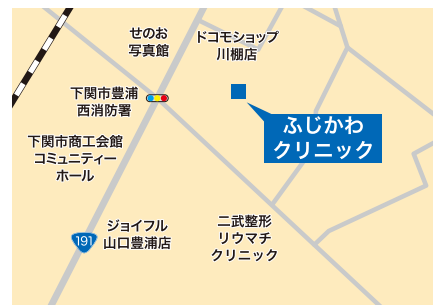 せのお
写真館
ドコモショップ
川棚店
下関市豊浦
西消防署
ふじかわ
クリニック
下関市商工会館
コミュニティー
ホール
ジョイフル
山口豊浦店
191
二武整形
リウマチ
クリニック